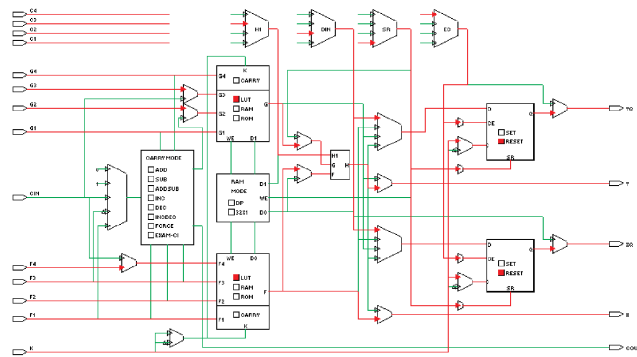 C4
C3
C2
C1
H1
DIN
SR
EC
G4
G3
G2
G1
K
G4
CARRY
G3
LUT
G
RAM
G2
ROM
G1
WE
D1
CARRY MODE
ADD
SUB
ADDSUB
INC
DEC
INCDEC
FORCE
EXAM-CI
CIN
RAM
MODE
DP
32X1
D1
WE
D0
H1
G
H
F
D
CE
SET
RESET
SR
Q
YQ
Y
F4
F3
F2
F1
K
WE
D0
F4
LUT
F3
RAM
F
F2
ROM
F1
CARRY
K
D
CE
SET
RESET
SR
Q
X
COUT